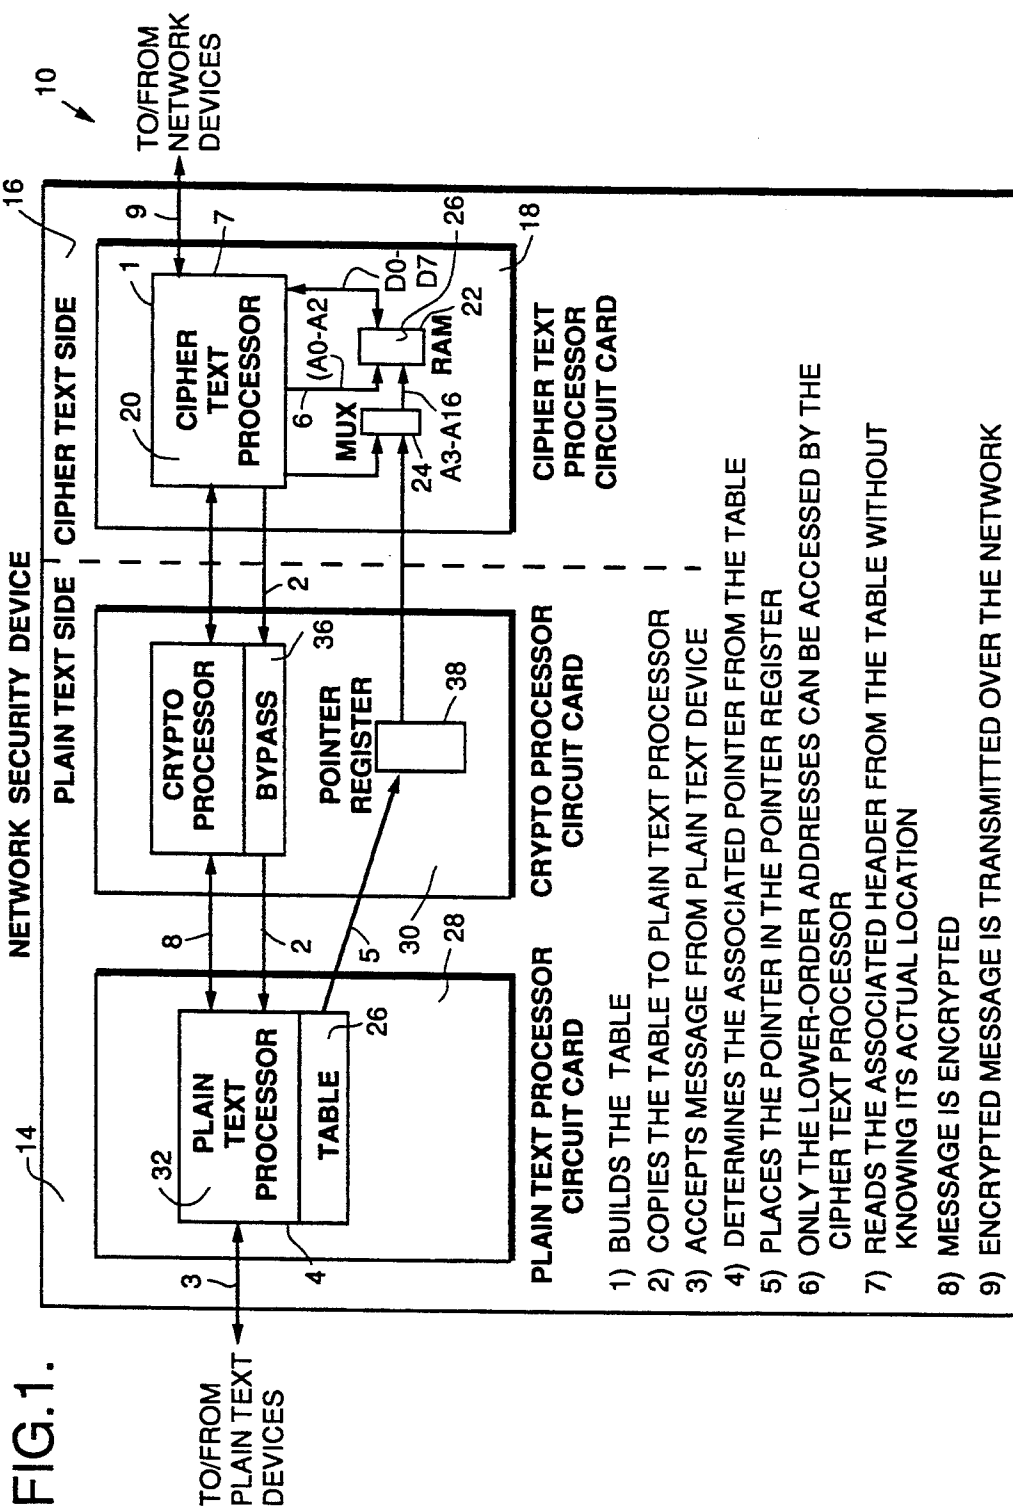 FIG.1.
10
NETWORK SECURITY DEVICE
14
16
PLAIN TEXT SIDE
CIPHER TEXT SIDE
TO/FROM
PLAIN TEXT
DEVICES
3
32
PLAIN
TEXT
PROCESSOR
TABLE
4
26
28
PLAIN TEXT PROCESSOR
CIRCUIT CARD
8
2
5
CRYPTO
PROCESSOR
BYPASS
36
POINTER
REGISTER
38
30
CRYPTO PROCESSOR
CIRCUIT CARD
2
20
1
CIPHER
TEXT
PROCESSOR
7
9
TO/FROM
NETWORK
DEVICES
6
(A0-A2
D0-
D7
MUX
24
A3-A16
RAM
22
26
18
CIPHER TEXT
PROCESSOR
CIRCUIT CARD
1) BUILDS THE TABLE
2) COPIES THE TABLE TO PLAIN TEXT PROCESSOR
3) ACCEPTS MESSAGE FROM PLAIN TEXT DEVICE
4) DETERMINES THE ASSOCIATED POINTER FROM THE TABLE
5) PLACES THE POINTER IN THE POINTER REGISTER
6) ONLY THE LOWER-ORDER ADDRESSES CAN BE ACCESSED BY THE
CIPHER TEXT PROCESSOR
7) READS THE ASSOCIATED HEADER FROM THE TABLE WITHOUT
KNOWING ITS ACTUAL LOCATION
8) MESSAGE IS ENCRYPTED
9) ENCRYPTED MESSAGE IS TRANSMITTED OVER THE NETWORK